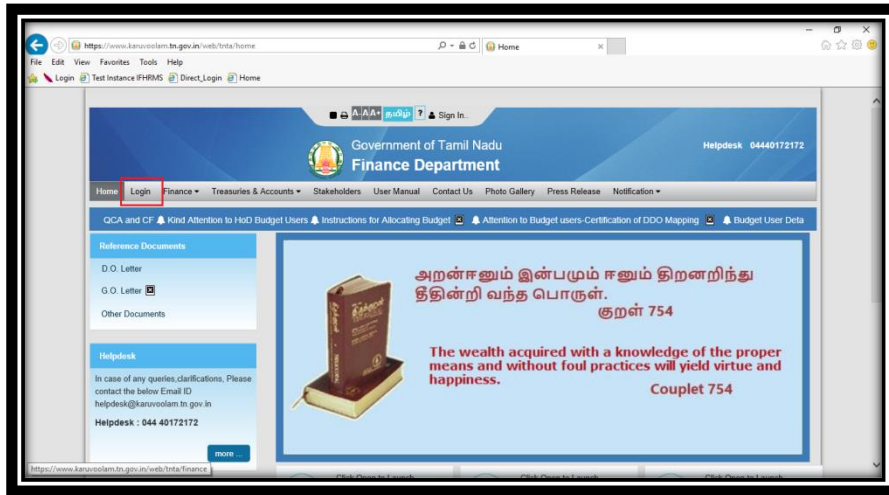 https://www.karuvoolam.tn.gov.in/web/tnta/home
Home
File Edit View Favorites Tools Help
Login Test Instance IFHRMS Direct_Login Home
A A A+ தமிழ் ? Sign In..
Government of Tamil Nadu
Finance Department
Helpdesk 04440172172
Home Login Finance Treasuries & Accounts Stakeholders User Manual Contact Us Photo Gallery Press Release Notification
QCA and CF Kind Attention to HoD Budget Users Instructions for Allocating Budget Attention to Budget users-Certification of DDO Mapping Budget User Deta
Reference Documents
D.O. Letter
G.O. Letter
Other Documents
Helpdesk
In case of any queries,clarifications, Please
contact the below Email ID
helpdesk@karuvoolam.tn.gov.in
Helpdesk : 044 40172172
more ...
அறன்ஈனும் இன்பமும் ஈனும் திறனறிந்து
தீதின்றி வந்த பொருள்.
குறள் 754
The wealth acquired with a knowledge of the proper
means and without foul practices will yield virtue and
happiness.
Couplet 754
https://www.karuvoolam.tn.gov.in/web/tnta/finance